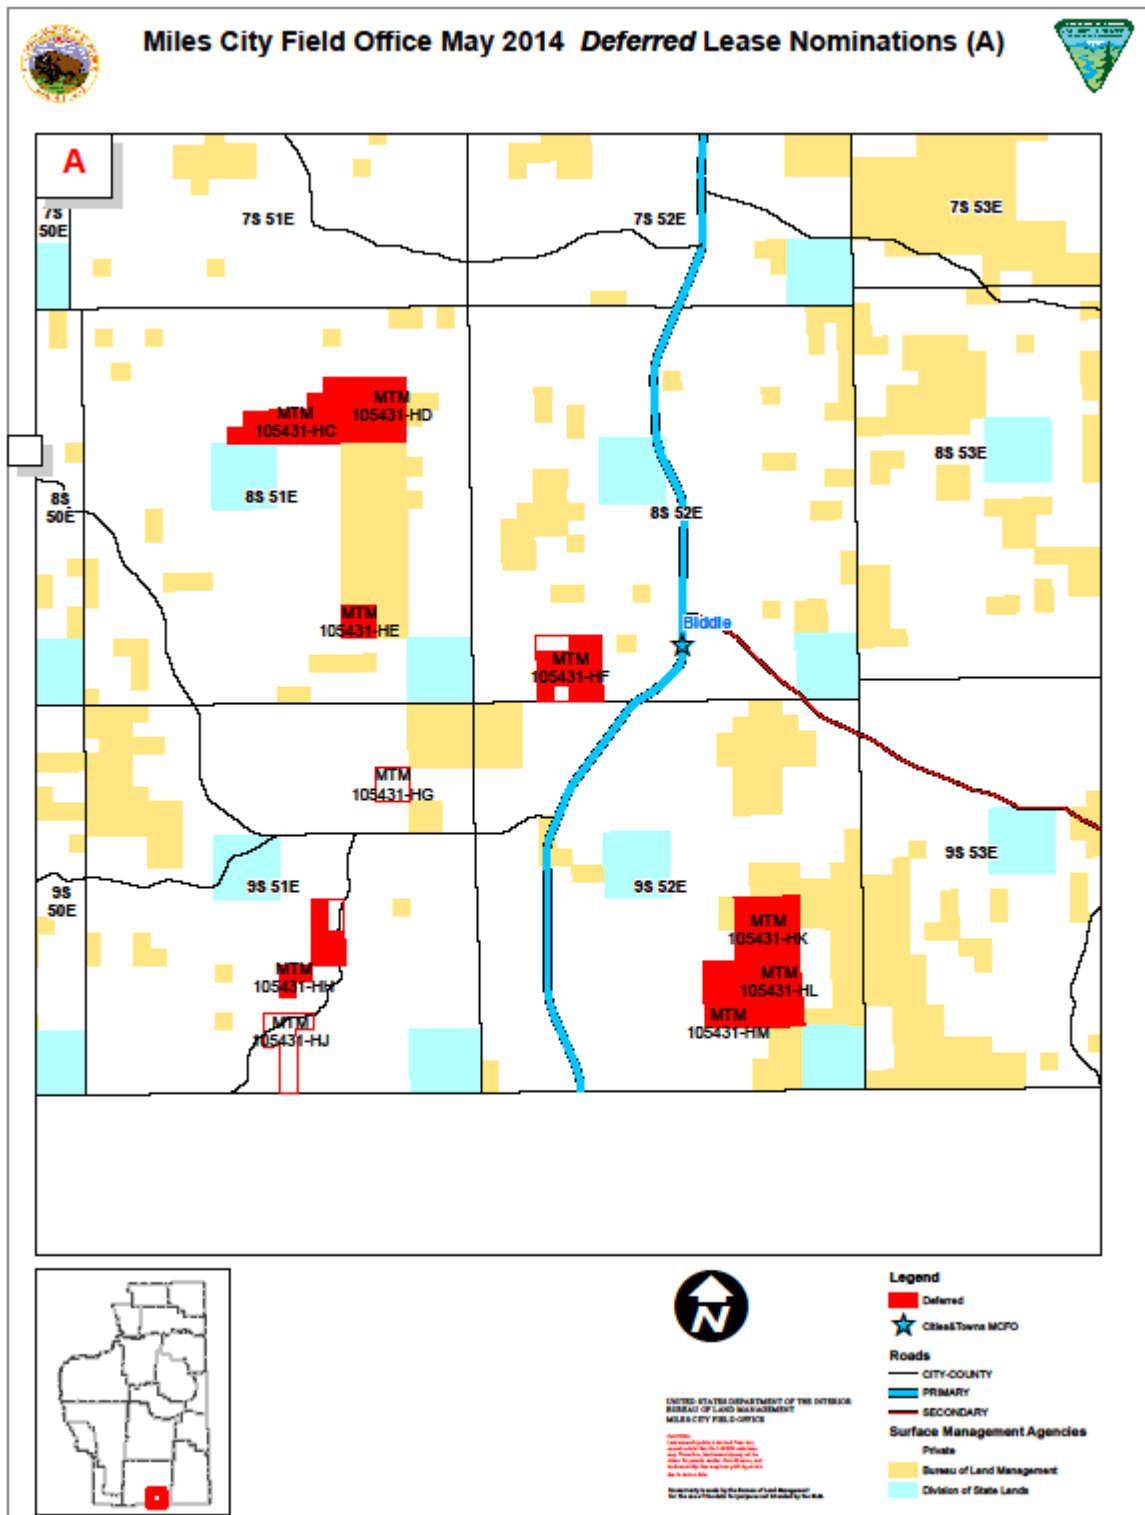 Miles City Field Office May 2014 Deferred Lease Nominations (A)
A
7S
50E
7S 51E
7S 52E
7S 53E
MTM
105431-HD
MTM
105431-HC
8S 53E
8S
50E
8S 51E
8S 52E
MTM
105431-HE
Biddle
MTM
105431-HF
MTM
105431-HG
9S 53E
9S
50E
9S 51E
9S 52E
MTM
105431-HK
MTM
105431-HH
MTM
105431-HL
MTM
105431-HJ
MTM
105431-HM
N
Legend
Deferred
Cities&Towns MCFO
Roads
CITY-COUNTY
PRIMARY
SECONDARY
Surface Management Agencies
Private
Bureau of Land Management
Division of State Lands
UNITED STATES DEPARTMENT OF THE INTERIOR
BUREAU OF LAND MANAGEMENT
MILES CITY FIELD OFFICE